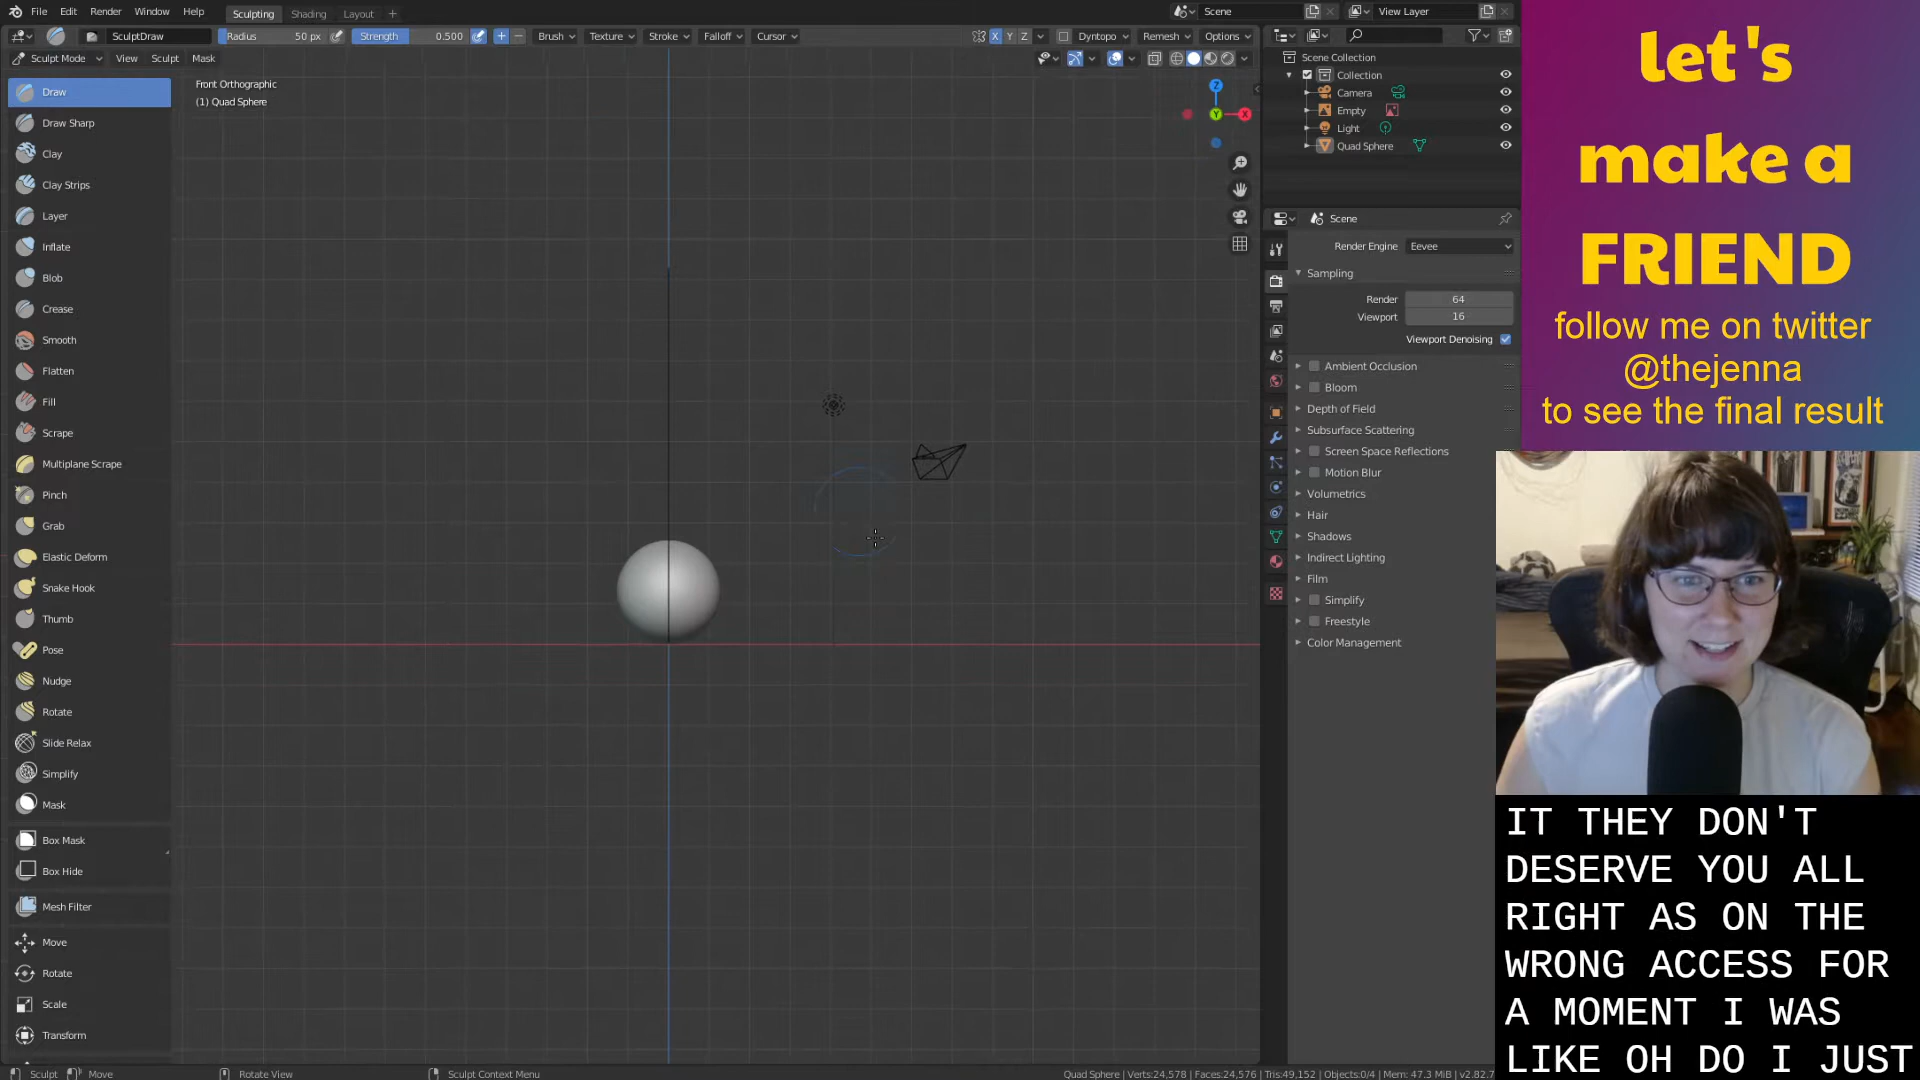 File Edit Render Window Help Sculpting Shading Layout + Scene View Layer
SculptDraw Radius 50 px Strength 0.500 + − Brush Texture Stroke Falloff Cursor X Y Z Dyntopo Remesh Options
Sculpt Mode View Sculpt Mask
Front Orthographic
(1) Quad Sphere
Z
Y
X
Draw
Draw Sharp
Clay
Clay Strips
Layer
Inflate
Blob
Crease
Smooth
Flatten
Fill
Scrape
Multiplane Scrape
Pinch
Grab
Elastic Deform
Snake Hook
Thumb
Pose
Nudge
Rotate
Slide Relax
Simplify
Mask
Box Mask
Box Hide
Mesh Filter
Move
Rotate
Scale
Transform
Scene Collection
Collection
Camera
Empty
Light
Quad Sphere
Scene
Render Engine Eevee
Sampling
Render 64
Viewport 16
Viewport Denoising
Ambient Occlusion
Bloom
Depth of Field
Subsurface Scattering
Screen Space Reflections
Motion Blur
Volumetrics
Hair
Shadows
Indirect Lighting
Film
Simplify
Freestyle
Color Management
let's
make a
FRIEND
follow me on twitter
@thejenna
to see the final result
IT THEY DON'T
DESERVE YOU ALL
RIGHT AS ON THE
WRONG ACCESS FOR
A MOMENT I WAS
LIKE OH DO I JUST
Sculpt Move Rotate View Sculpt Context Menu Quad Sphere | Verts:24,578 | Faces:24,576 | Tris:49,152 | Objects:0/4 | Mem: 47.3 MiB | v2.82.7